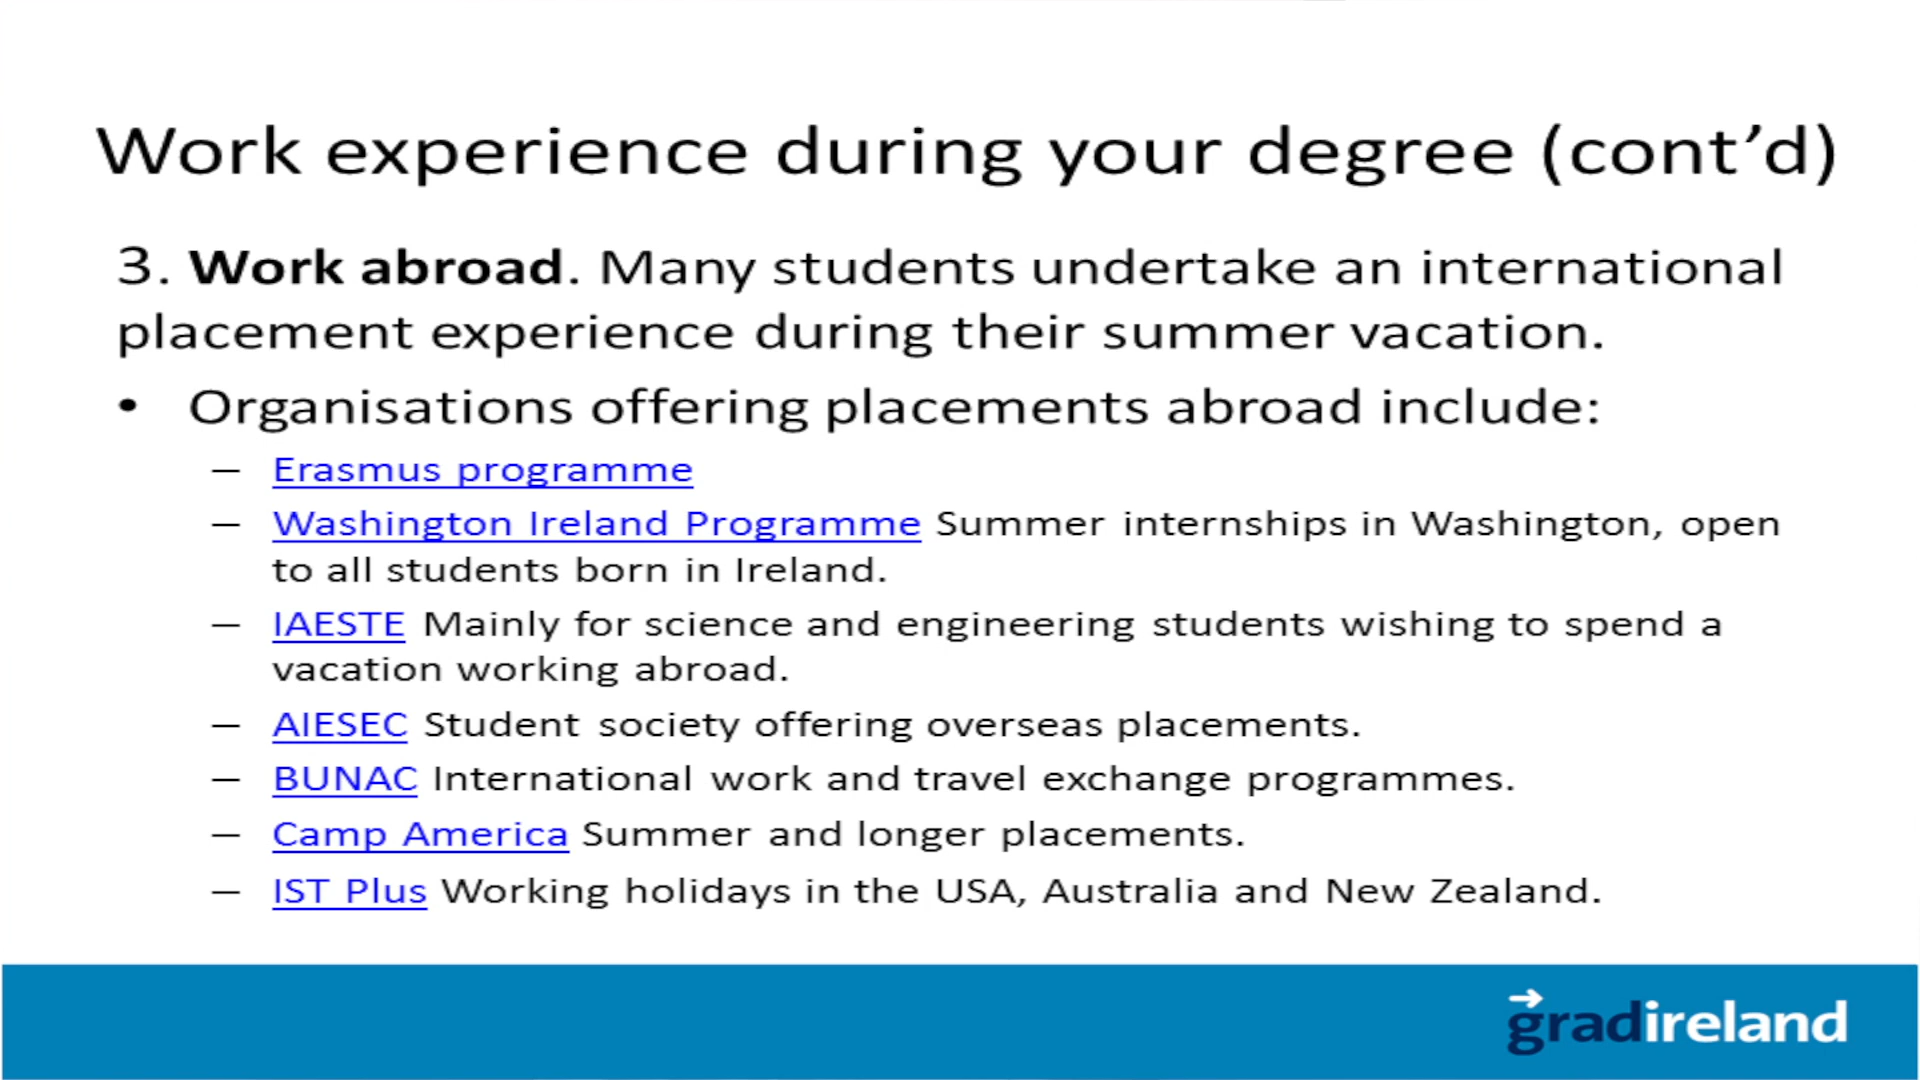 Work experience during your degree (cont’d)
3. Work abroad. Many students undertake an international
placement experience during their summer vacation.
• Organisations offering placements abroad include:
– Erasmus programme
– Washington Ireland Programme Summer internships in Washington, open
to all students born in Ireland.
– IAESTE Mainly for science and engineering students wishing to spend a
vacation working abroad.
– AIESEC Student society offering overseas placements.
– BUNAC International work and travel exchange programmes.
– Camp America Summer and longer placements.
– IST Plus Working holidays in the USA, Australia and New Zealand.
gradireland